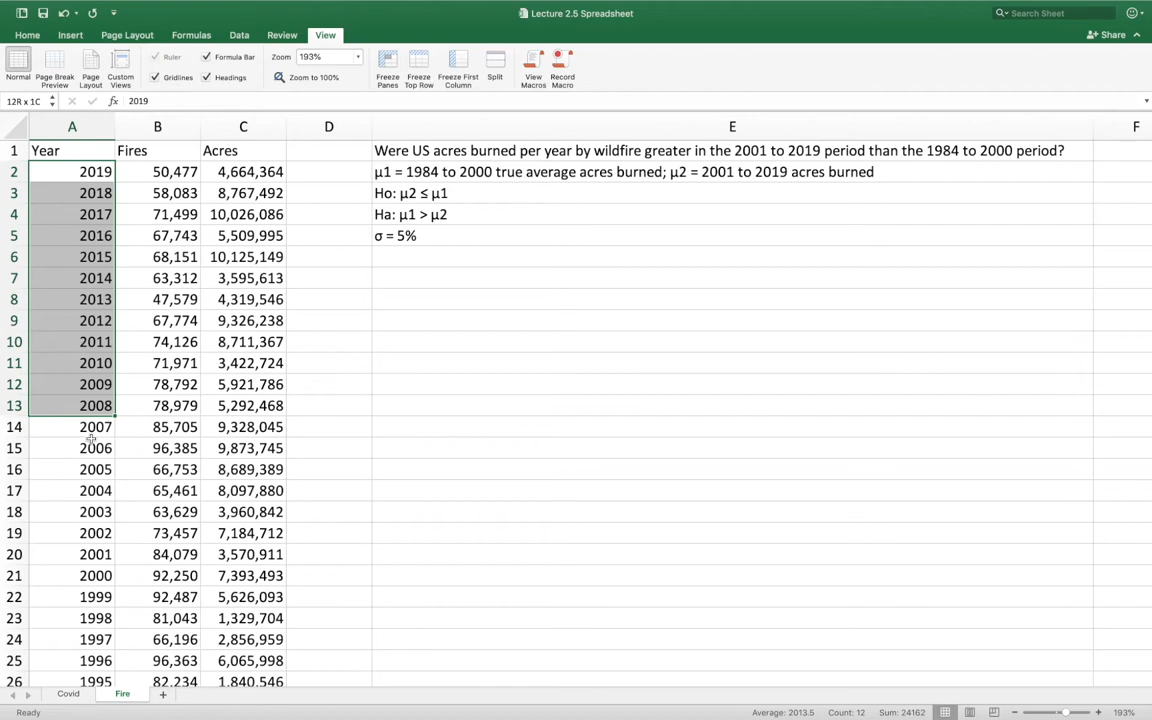 Lecture 2.5 Spreadsheet
Search Sheet
Home Insert Page Layout Formulas Data Review View
Share
Normal
Page Break Preview
Page Layout
Custom Views
Ruler
Formula Bar
Gridlines
Headings
Zoom 193%
Zoom to 100%
Freeze Panes
Freeze Top Row
Freeze First Column
Split
View Macros
Record Macro
12R x 1C fx 2019
A B C D E F
1 Year Fires Acres Were US acres burned per year by wildfire greater in the 2001 to 2019 period than the 1984 to 2000 period?
2 2019 50,477 4,664,364 μ1 = 1984 to 2000 true average acres burned; μ2 = 2001 to 2019 acres burned
3 2018 58,083 8,767,492 Ho: μ2 ≤ μ1
4 2017 71,499 10,026,086 Ha: μ1 > μ2
5 2016 67,743 5,509,995 σ = 5%
6 2015 68,151 10,125,149
7 2014 63,312 3,595,613
8 2013 47,579 4,319,546
9 2012 67,774 9,326,238
10 2011 74,126 8,711,367
11 2010 71,971 3,422,724
12 2009 78,792 5,921,786
13 2008 78,979 5,292,468
14 2007 85,705 9,328,045
15 2006 96,385 9,873,745
16 2005 66,753 8,689,389
17 2004 65,461 8,097,880
18 2003 63,629 3,960,842
19 2002 73,457 7,184,712
20 2001 84,079 3,570,911
21 2000 92,250 7,393,493
22 1999 92,487 5,626,093
23 1998 81,043 1,329,704
24 1997 66,196 2,856,959
25 1996 96,363 6,065,998
26 1995 82,234 1,840,546
Covid Fire
Ready Average: 2013.5 Count: 12 Sum: 24162 193%